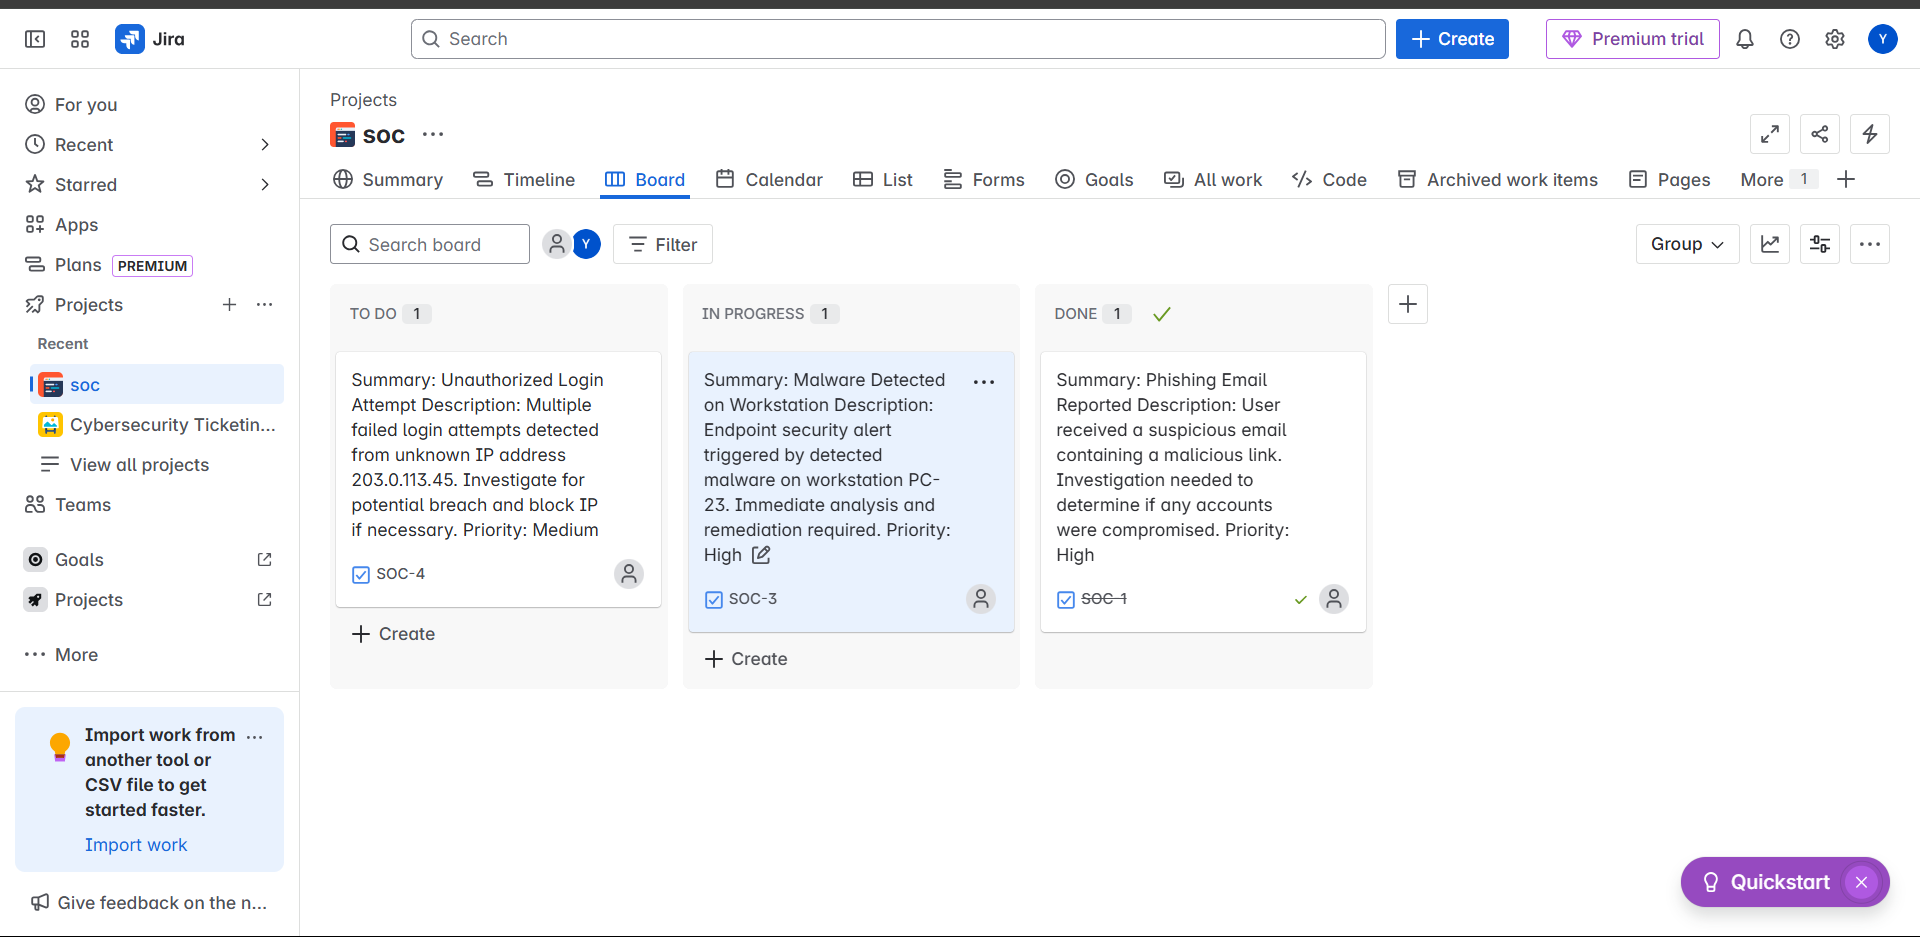 Jira
Search
Create
Premium trial
Y
For you
Recent
Starred
Apps
Plans PREMIUM
Projects
Recent
soc
Cybersecurity Ticketin...
View all projects
Teams
Goals
Projects
More
Import work from
another tool or
CSV file to get
started faster.
Import work
Give feedback on the n...
Projects
soc
Summary
Timeline
Board
Calendar
List
Forms
Goals
All work
Code
Archived work items
Pages
More 1
Search board
Y
Filter
Group
TO DO 1
Summary: Unauthorized Login
Attempt Description: Multiple
failed login attempts detected
from unknown IP address
203.0.113.45. Investigate for
potential breach and block IP
if necessary. Priority: Medium
SOC-4
Create
IN PROGRESS 1
Summary: Malware Detected
on Workstation Description:
Endpoint security alert
triggered by detected
malware on workstation PC-
23. Immediate analysis and
remediation required. Priority:
High
SOC-3
Create
DONE 1
Summary: Phishing Email
Reported Description: User
received a suspicious email
containing a malicious link.
Investigation needed to
determine if any accounts
were compromised. Priority:
High
SOC-1
Quickstart